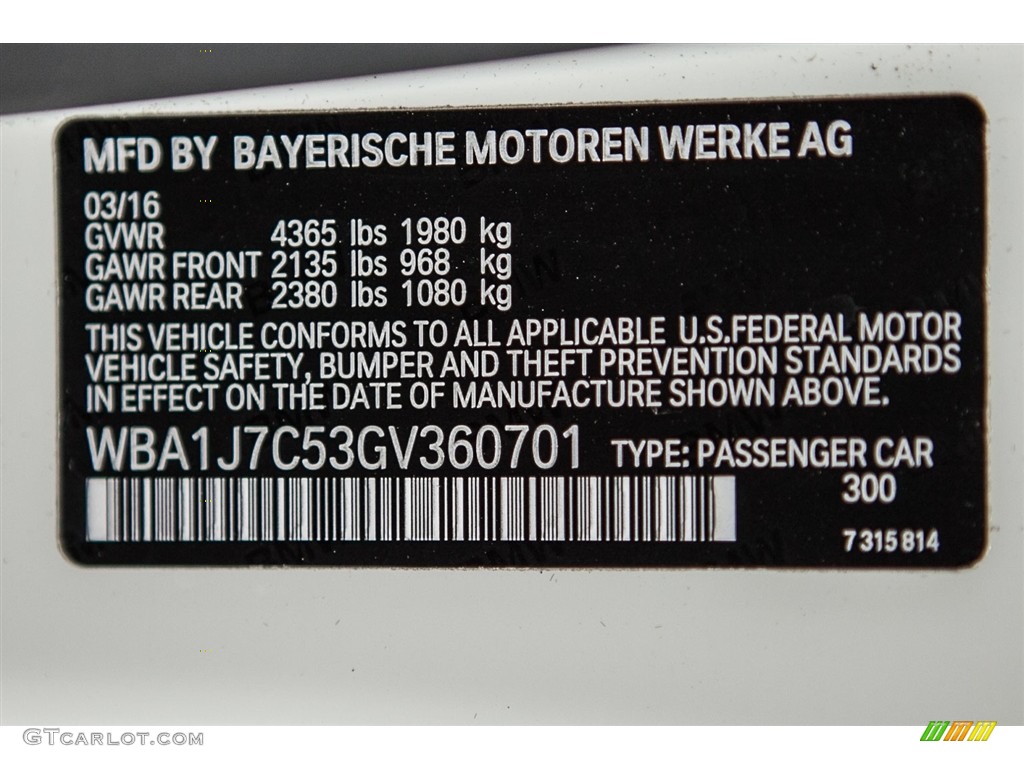 MFD BY BAYERISCHE MOTOREN WERKE AG
03/16
GVWR 4365 lbs 1980 kg
GAWR FRONT 2135 lbs 968 kg
GAWR REAR 2380 lbs 1080 kg
THIS VEHICLE CONFORMS TO ALL APPLICABLE U.S.FEDERAL MOTOR
VEHICLE SAFETY, BUMPER AND THEFT PREVENTION STANDARDS
IN EFFECT ON THE DATE OF MANUFACTURE SHOWN ABOVE.
WBA1J7C53GV360701 TYPE: PASSENGER CAR
300
7 315 814
GTCARLOT.COM